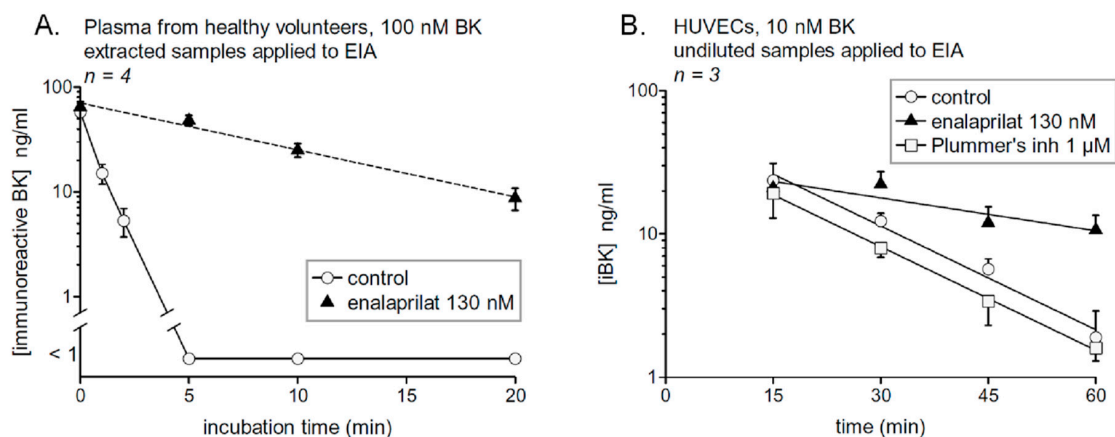 A. Plasma from healthy volunteers, 100 nM BK
extracted samples applied to EIA
n = 4
[immunoreactive BK] ng/ml
100
10
1
< 1
control
enalaprilat 130 nM
0 5 10 15 20
incubation time (min)
B. HUVECs, 10 nM BK
undiluted samples applied to EIA
n = 3
control
enalaprilat 130 nM
Plummer's inh 1 µM
[iBK] ng/ml
100
10
1
0 15 30 45 60
time (min)